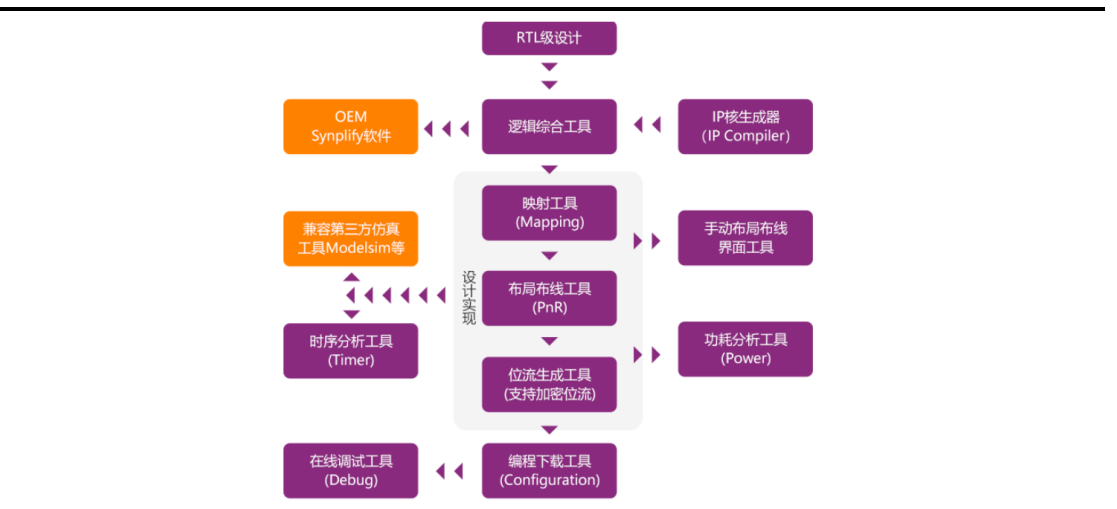 RTL级设计
OEM
Synplify软件
逻辑综合工具
IP核生成器
(IP Compiler)
映射工具
(Mapping)
兼容第三方仿真
工具Modelsim等
手动布局布线
界面工具
设计实现
布局布线工具
(PnR)
时序分析工具
(Timer)
功耗分析工具
(Power)
位流生成工具
(支持加密位流)
在线调试工具
(Debug)
编程下载工具
(Configuration)